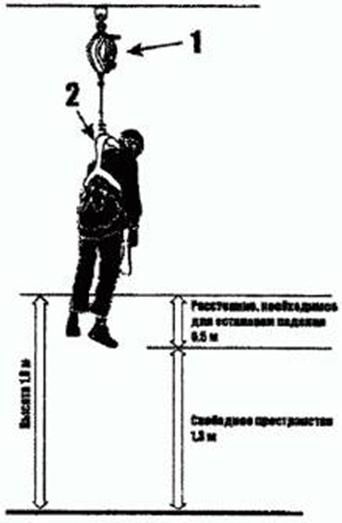 1
2
Расстояние, необходимое
для остановки падения
0,5 м
Высота 1,8 м
Свободное пространство
1,3 м